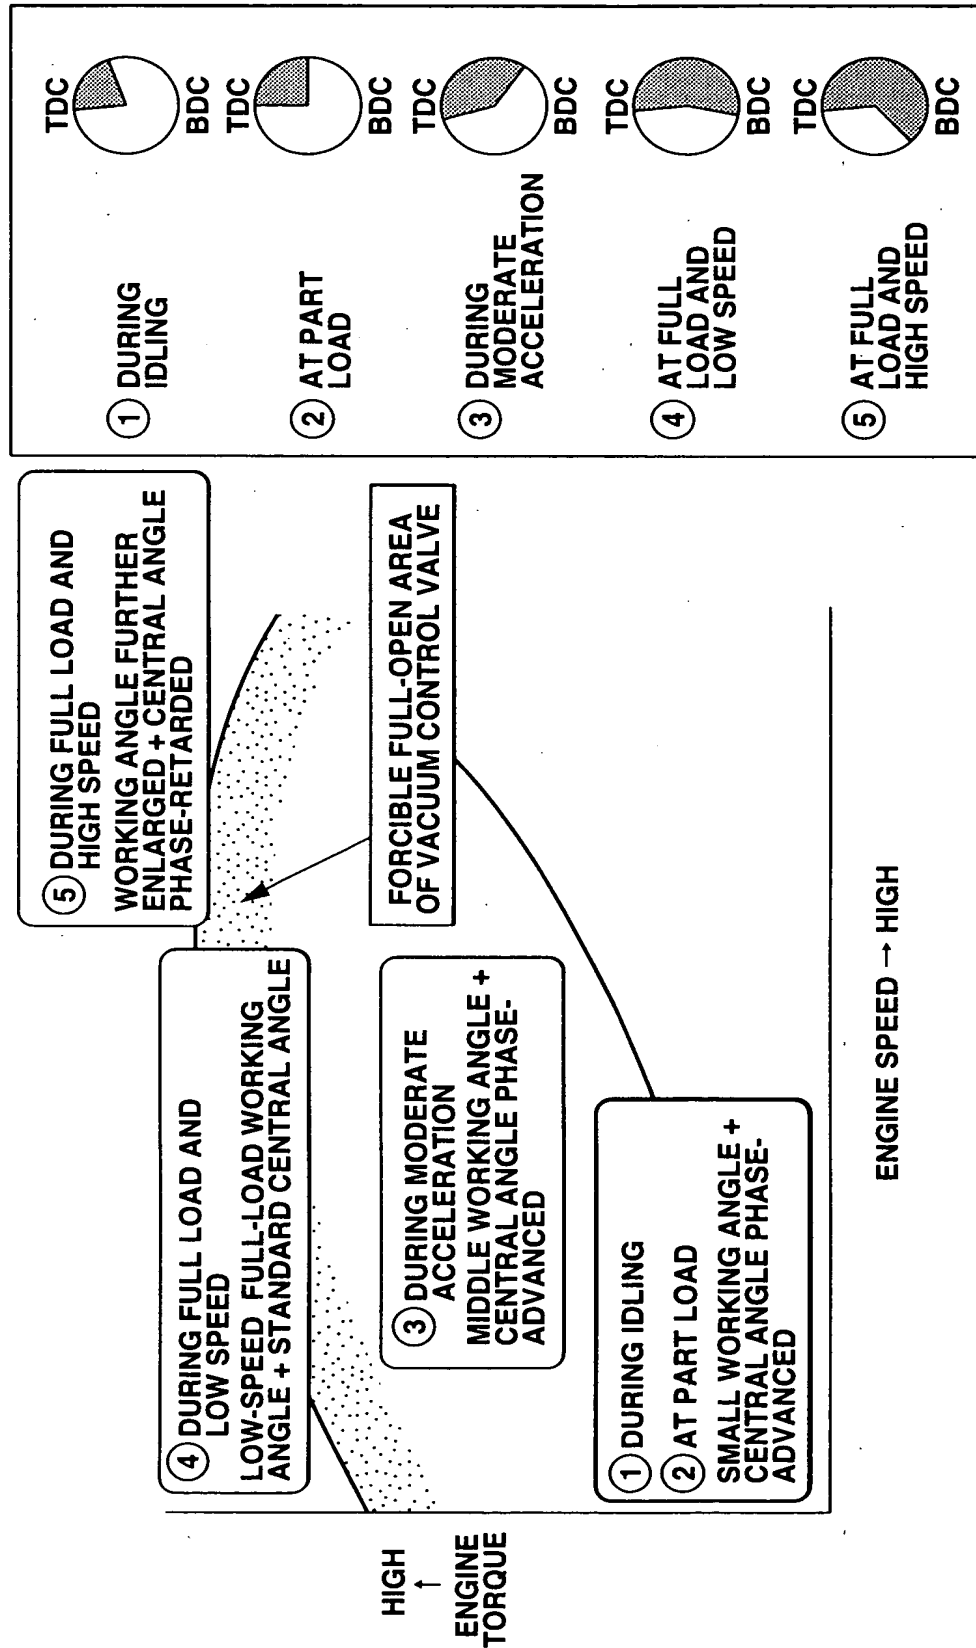 HIGH
↑
ENGINE
TORQUE
④ DURING FULL LOAD AND
LOW SPEED
LOW-SPEED FULL-LOAD WORKING
ANGLE + STANDARD CENTRAL ANGLE
⑤ DURING FULL LOAD AND
HIGH SPEED
WORKING ANGLE FURTHER
ENLARGED + CENTRAL ANGLE
PHASE-RETARDED
③ DURING MODERATE
ACCELERATION
MIDDLE WORKING ANGLE +
CENTRAL ANGLE PHASE-
ADVANCED
FORCIBLE FULL-OPEN AREA
OF VACUUM CONTROL VALVE
① DURING IDLING
② AT PART LOAD
SMALL WORKING ANGLE +
CENTRAL ANGLE PHASE-
ADVANCED
ENGINE SPEED → HIGH
① DURING
IDLING
TDC
BDC
② AT PART
LOAD
TDC
BDC
③ DURING
MODERATE
ACCELERATION
TDC
BDC
④ AT FULL
LOAD AND
LOW SPEED
TDC
BDC
⑤ AT FULL
LOAD AND
HIGH SPEED
TDC
BDC